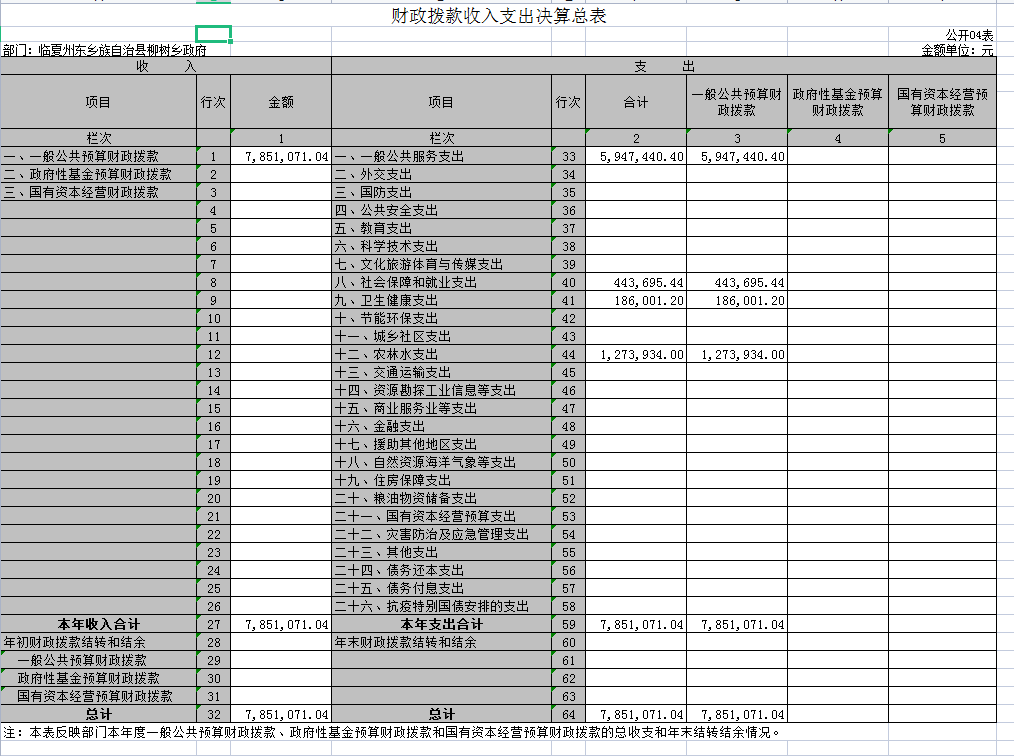 财政拨款收入支出决算总表
公开04表
部门：临夏州东乡族自治县柳树乡政府 金额单位：元
收 入 支 出
项目 行次 金额 项目 行次 合计 一般公共预算财政拨款 政府性基金预算财政拨款 国有资本经营预算财政拨款
栏次 1 栏次 2 3 4 5
一、一般公共预算财政拨款 1 7,851,071.04 一、一般公共服务支出 33 5,947,440.40 5,947,440.40
二、政府性基金预算财政拨款 2 二、外交支出 34
三、国有资本经营财政拨款 3 三、国防支出 35
4 四、公共安全支出 36
5 五、教育支出 37
6 六、科学技术支出 38
7 七、文化旅游体育与传媒支出 39
8 八、社会保障和就业支出 40 443,695.44 443,695.44
9 九、卫生健康支出 41 186,001.20 186,001.20
10 十、节能环保支出 42
11 十一、城乡社区支出 43
12 十二、农林水支出 44 1,273,934.00 1,273,934.00
13 十三、交通运输支出 45
14 十四、资源勘探工业信息等支出 46
15 十五、商业服务业等支出 47
16 十六、金融支出 48
17 十七、援助其他地区支出 49
18 十八、自然资源海洋气象等支出 50
19 十九、住房保障支出 51
20 二十、粮油物资储备支出 52
21 二十一、国有资本经营预算支出 53
22 二十二、灾害防治及应急管理支出 54
23 二十三、其他支出 55
24 二十四、债务还本支出 56
25 二十五、债务付息支出 57
26 二十六、抗疫特别国债安排的支出 58
本年收入合计 27 7,851,071.04 本年支出合计 59 7,851,071.04 7,851,071.04
年初财政拨款结转和结余 28 年末财政拨款结转和结余 60
一般公共预算财政拨款 29 61
政府性基金预算财政拨款 30 62
国有资本经营预算财政拨款 31 63
总计 32 7,851,071.04 总计 64 7,851,071.04 7,851,071.04
注：本表反映部门本年度一般公共预算财政拨款、政府性基金预算财政拨款和国有资本经营预算财政拨款的总收支和年末结转结余情况。